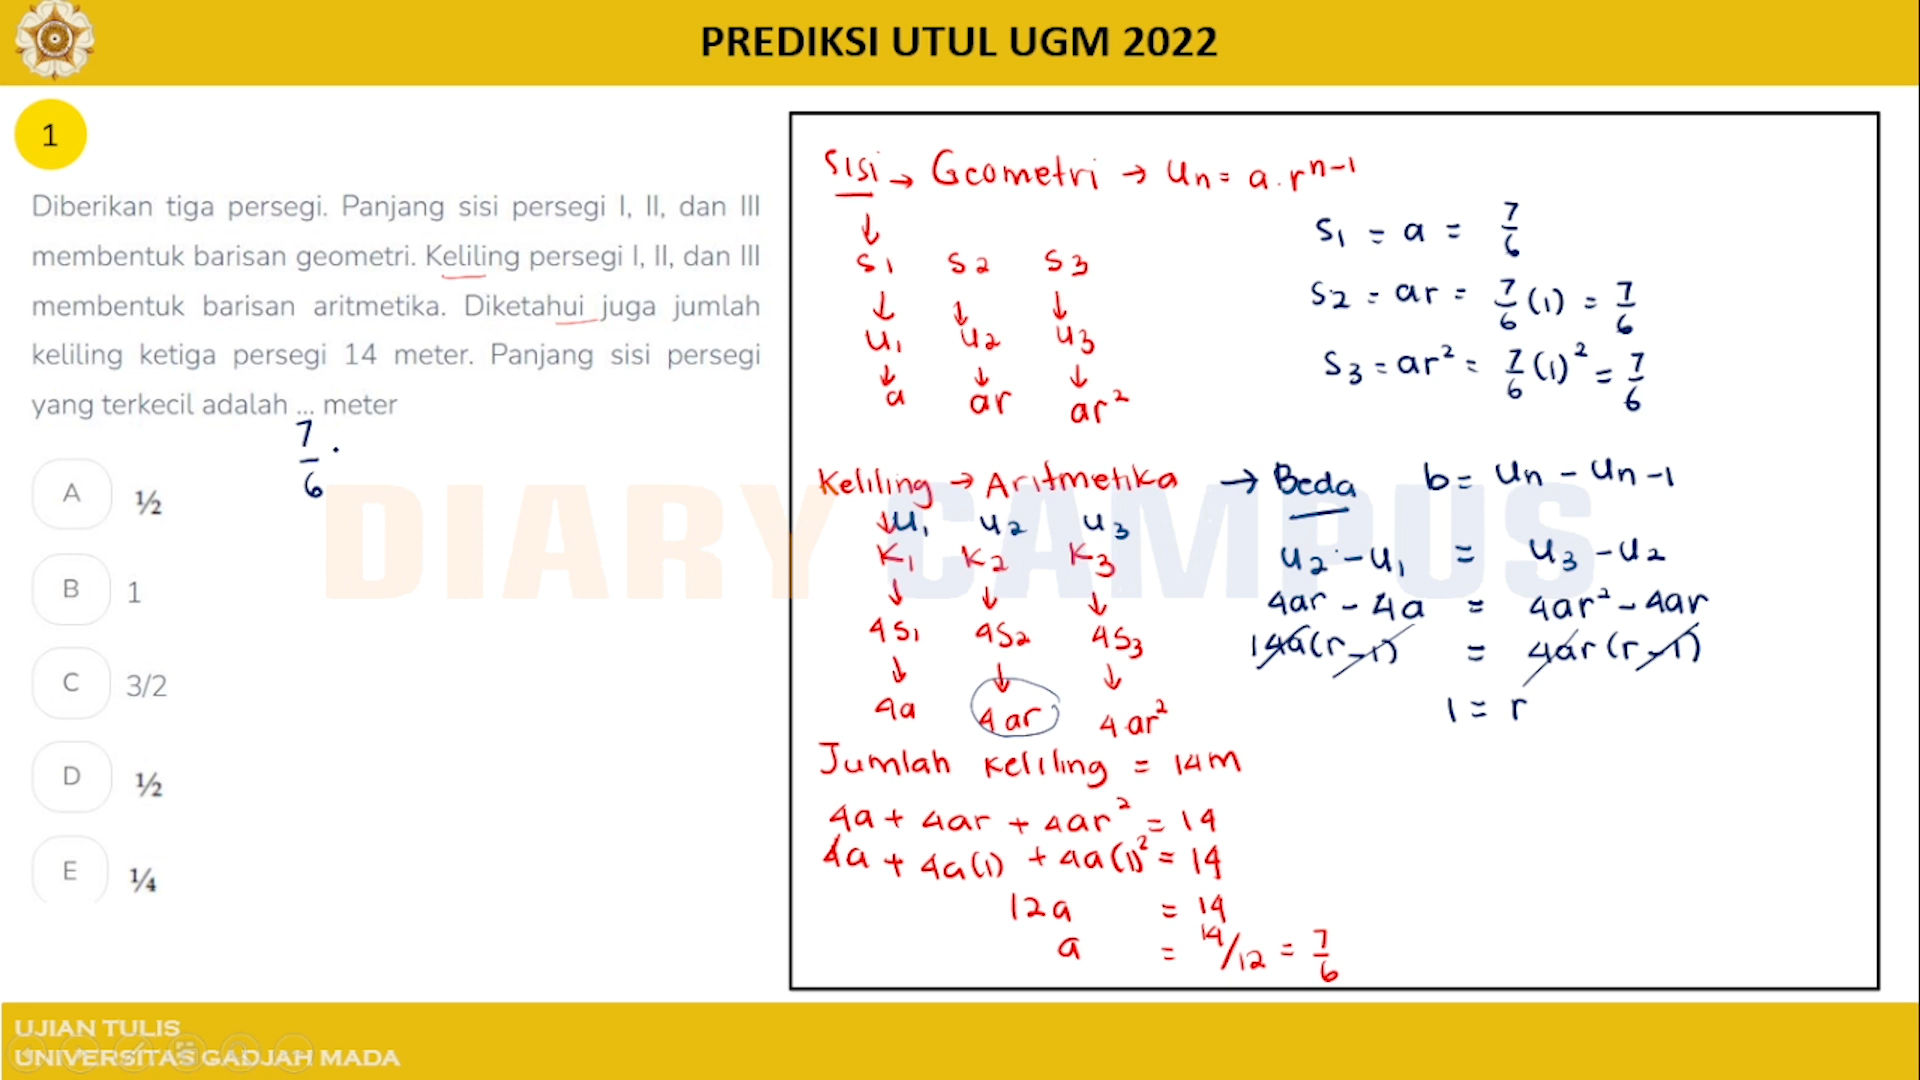 PREDIKSI UTUL UGM 2022
1
Diberikan tiga persegi. Panjang sisi persegi I, II, dan III
membentuk barisan geometri. Keliling persegi I, II, dan III
membentuk barisan aritmetika. Diketahui juga jumlah
keliling ketiga persegi 14 meter. Panjang sisi persegi
yang terkecil adalah ... meter
7/6 .
A ½
B 1
C 3/2
D ½
E ¼
DIARY CAMPUS
Sisi → Geometri → Un = a.r^n-1
↓
S1 S2 S3
↓ ↓ ↓
U1 U2 U3
↓ ↓ ↓
a ar ar²
S1 = a = 7/6
S2 = ar = 7/6 (1) = 7/6
S3 = ar² = 7/6 (1)² = 7/6
Keliling → Aritmetika → Beda b = Un - Un-1
↓ U1 U2 U3
K1 K2 K3
↓ ↓ ↓
4S1 4S2 4S3
↓ ↓ ↓
4a 4ar 4ar²
U2 - U1 = U3 - U2
4ar - 4a = 4ar² - 4ar
14a(r-1) = 4ar(r-1)
1 = r
Jumlah keliling = 14m
4a + 4ar + 4ar² = 14
4a + 4a(1) + 4a(1)² = 14
12a = 14
a = 14/12 = 7/6
UJIAN TULIS
UNIVERSITAS GADJAH MADA